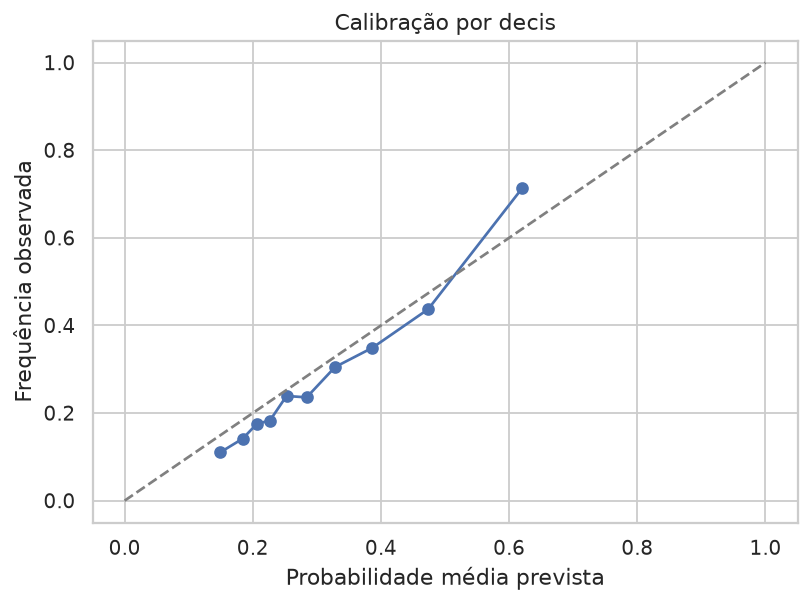 Calibração por decis
Frequência observada
1.0
0.8
0.6
0.4
0.2
0.0
0.0 0.2 0.4 0.6 0.8 1.0
Probabilidade média prevista